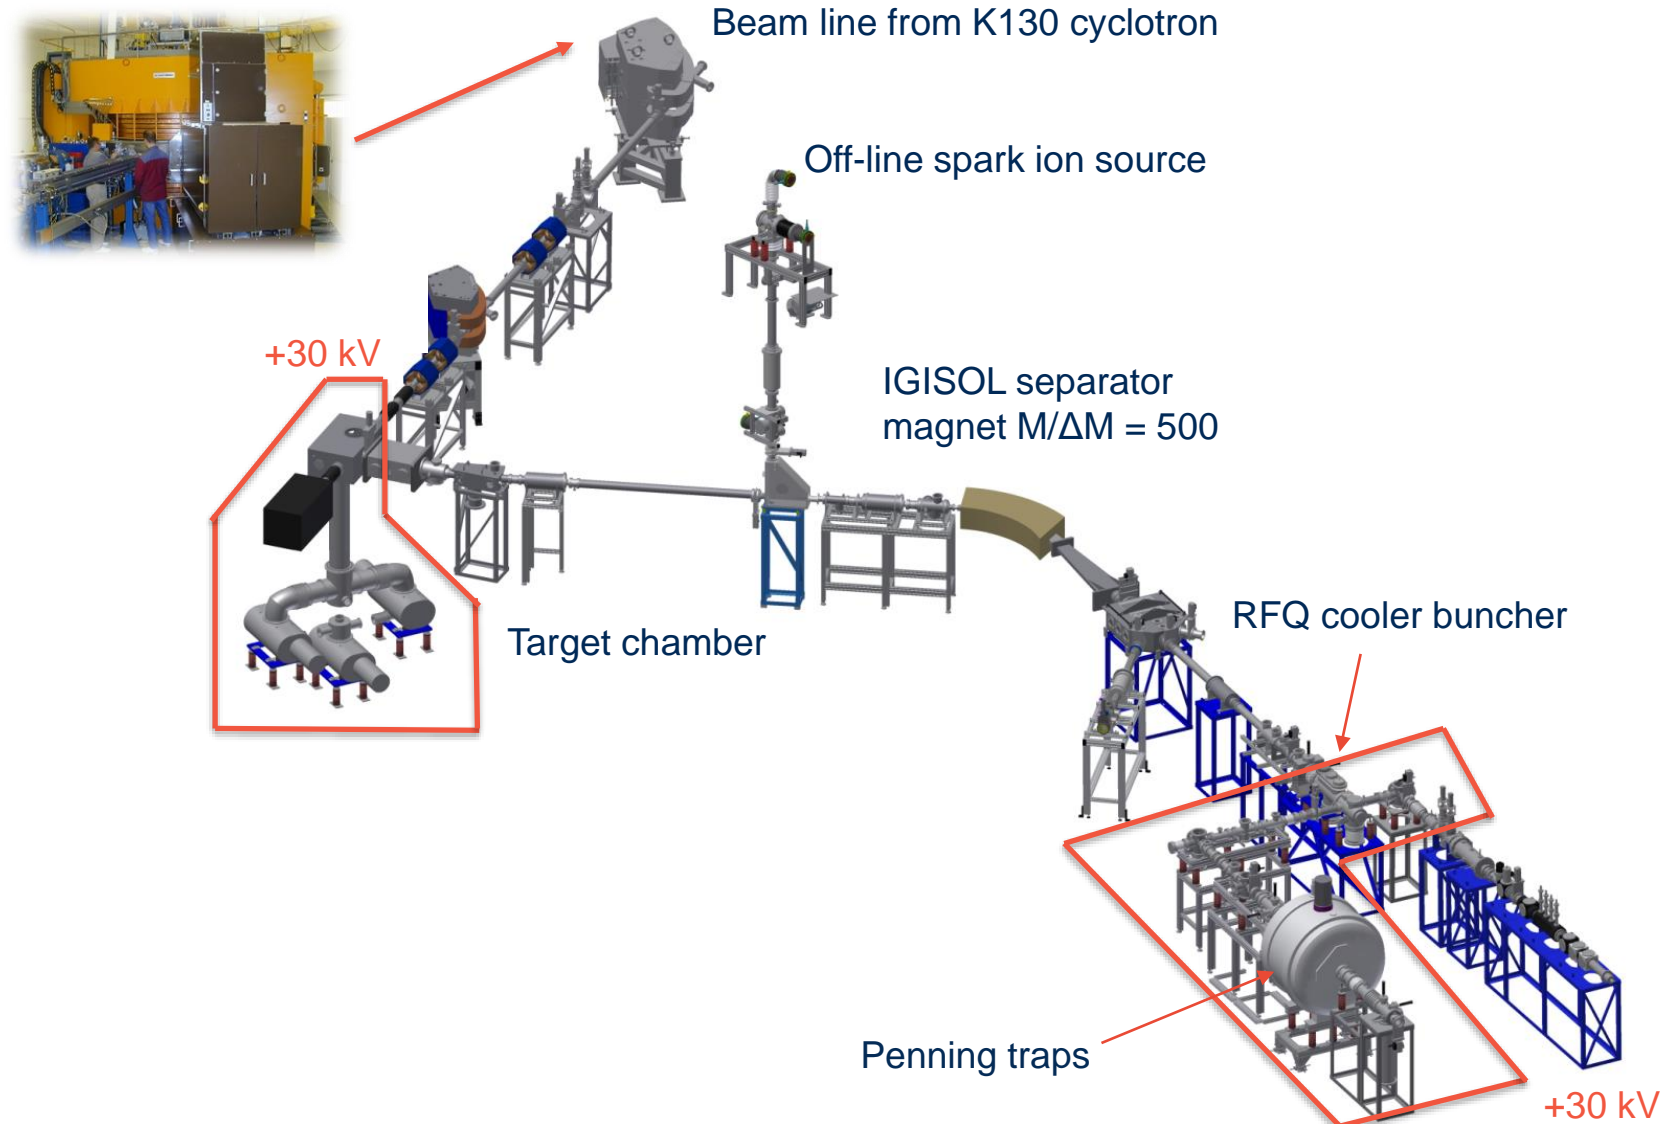 Beam line from K130 cyclotron
Off-line spark ion source
+30 kV
IGISOL separator
magnet M/ΔM = 500
RFQ cooler buncher
Target chamber
Penning traps
+30 kV